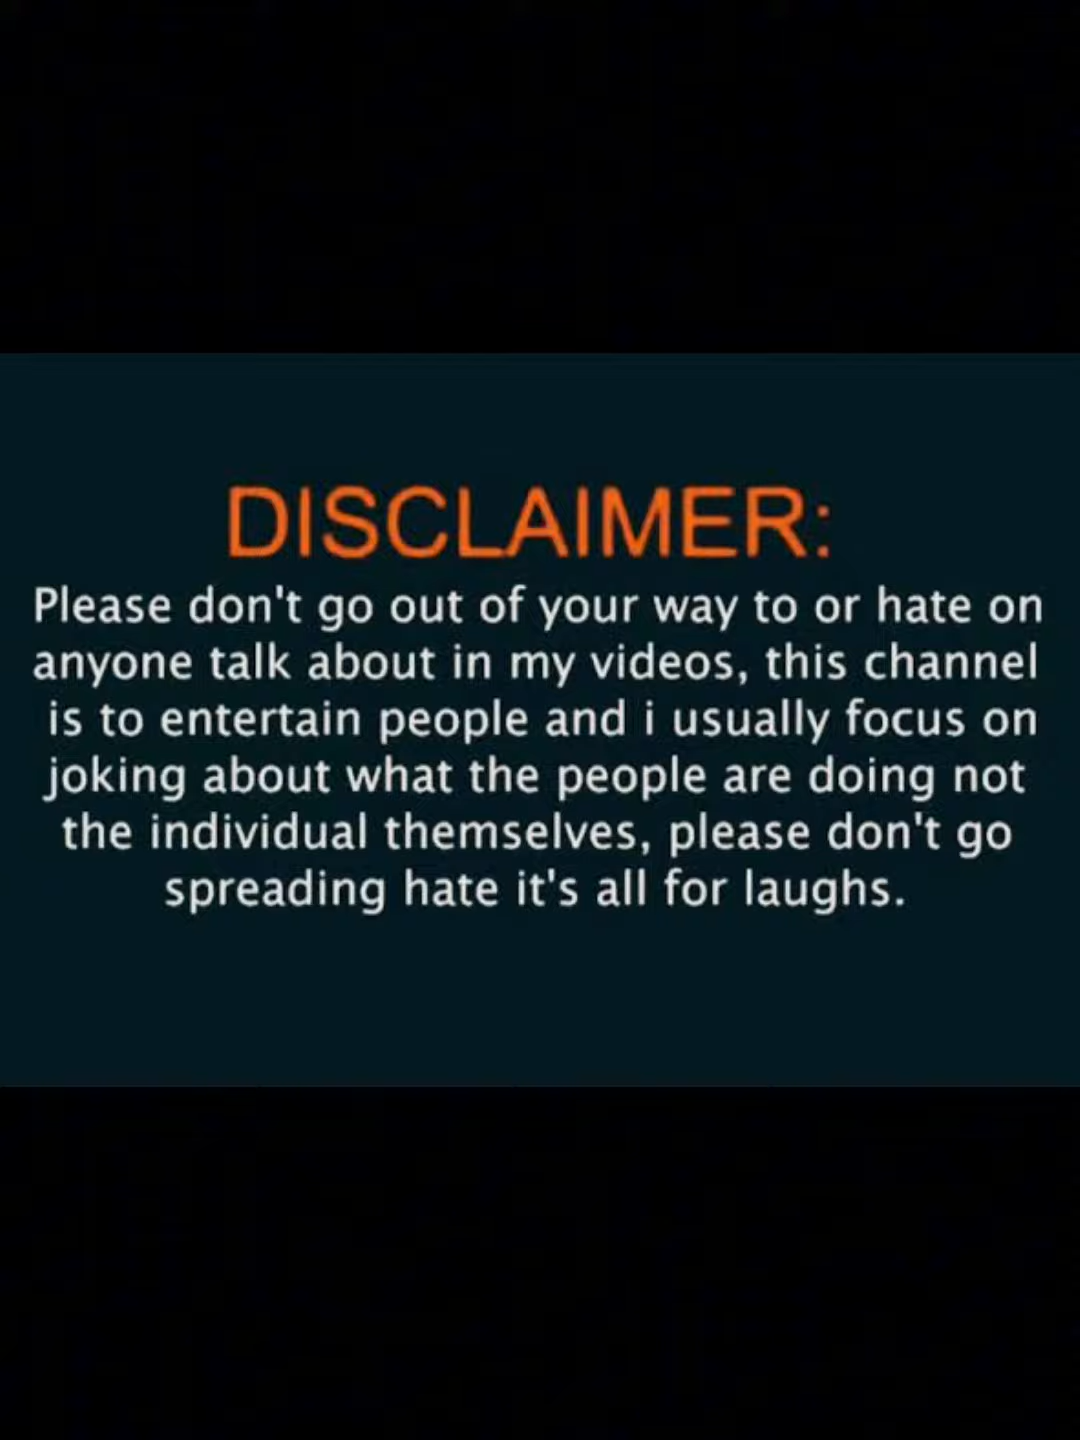 DISCLAIMER:
Please don't go out of your way to or hate on
anyone talk about in my videos, this channel
is to entertain people and i usually focus on
joking about what the people are doing not
the individual themselves, please don't go
spreading hate it's all for laughs.